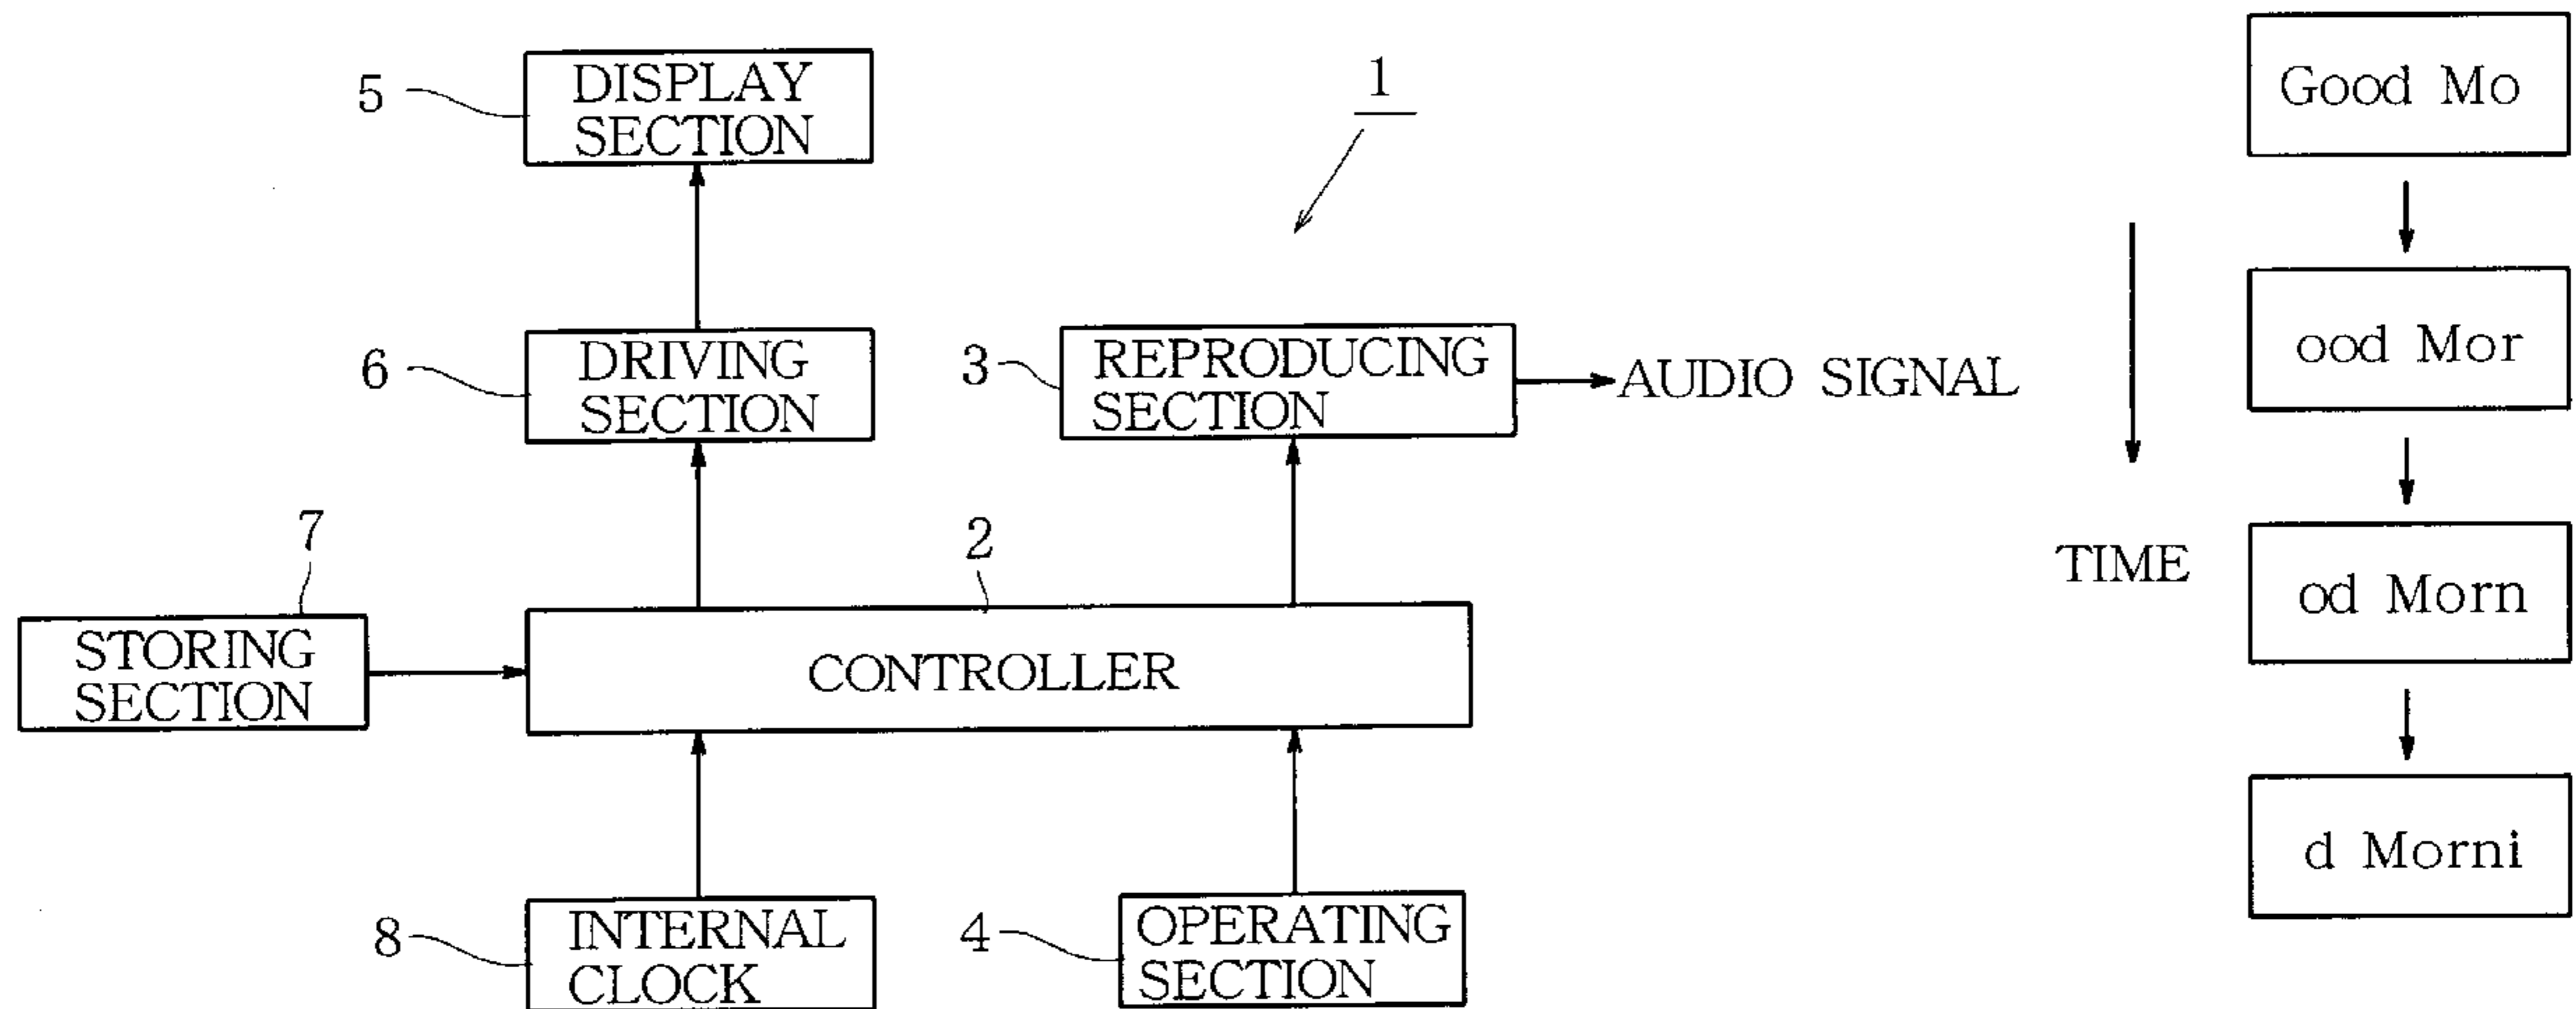 5
DISPLAY
SECTION
1
6
DRIVING
SECTION
3
REPRODUCING
SECTION
AUDIO SIGNAL
7
STORING
SECTION
2
CONTROLLER
8
INTERNAL
CLOCK
4
OPERATING
SECTION
TIME
Good Mo
ood Mor
od Morn
d Morni